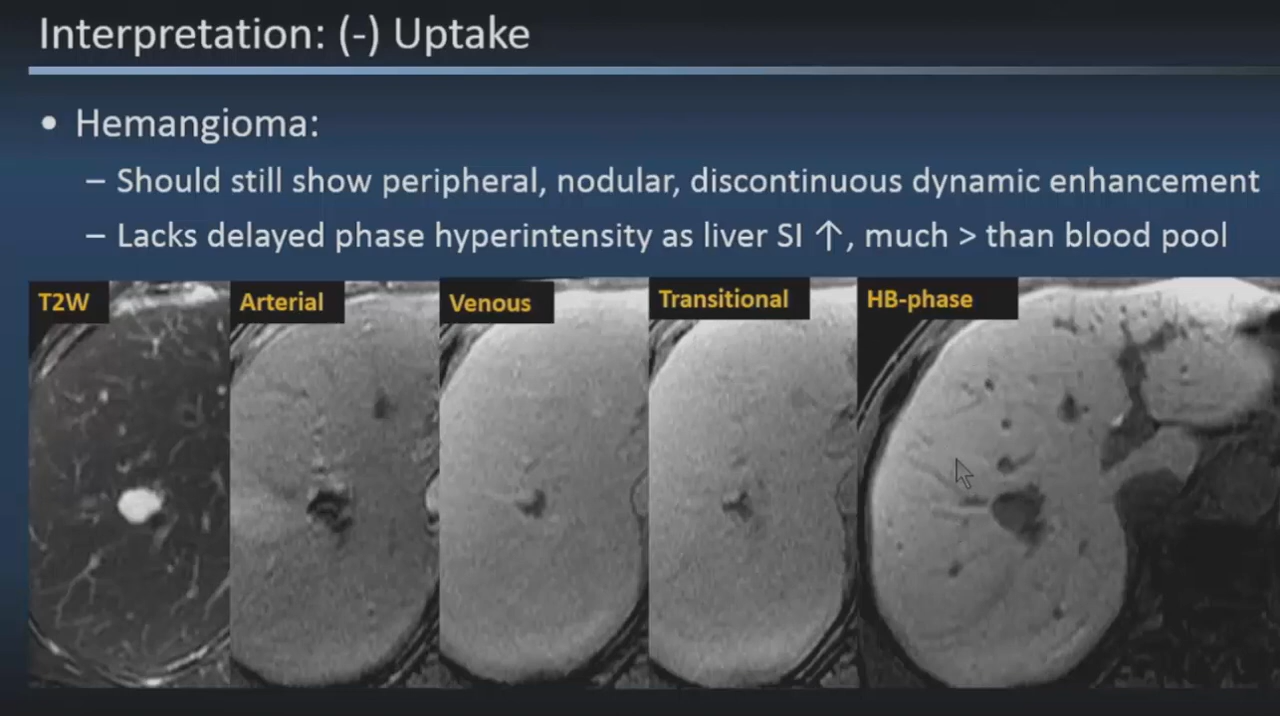 Interpretation: (-) Uptake
• Hemangioma:
– Should still show peripheral, nodular, discontinuous dynamic enhancement
– Lacks delayed phase hyperintensity as liver SI ↑, much > than blood pool
T2W
Arterial
Venous
Transitional
HB-phase